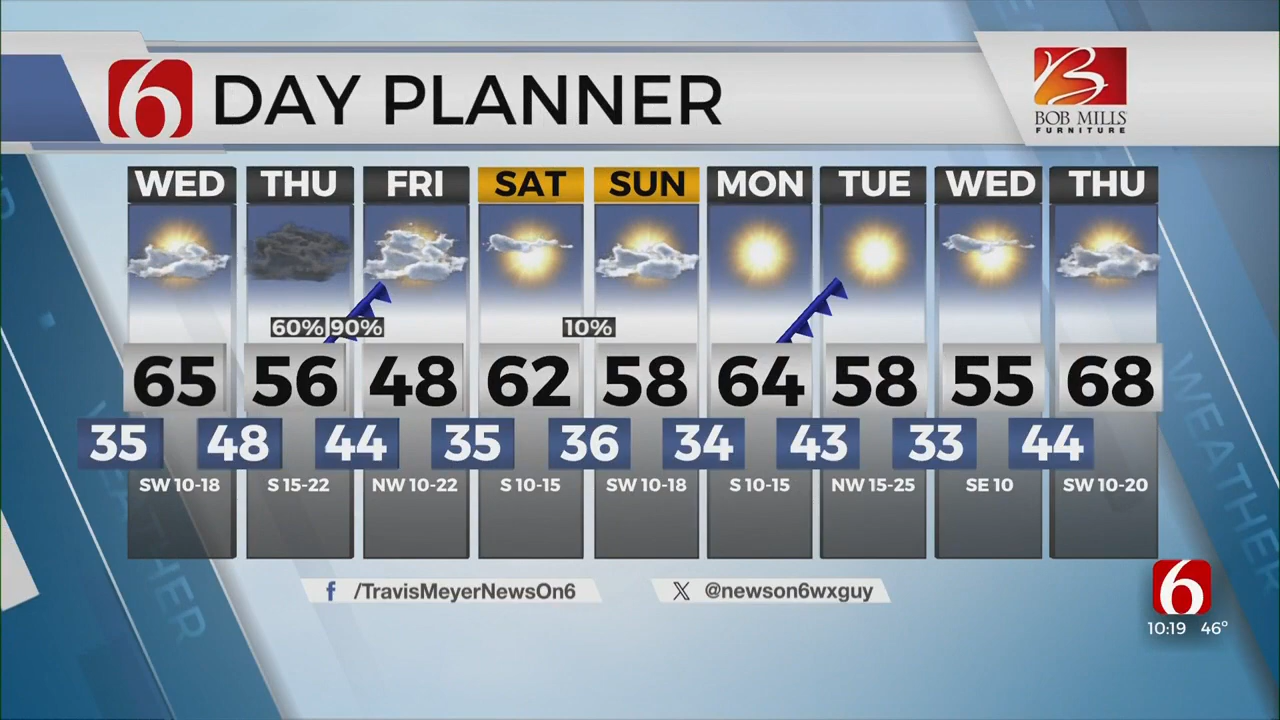 6 DAY PLANNER
BOB MILLS
FURNITURE
WED THU FRI SAT SUN MON TUE WED THU
60% 90% 10%
65 56 48 62 58 64 58 55 68
35 48 44 35 36 34 43 33 44
SW 10-18 S 15-22 NW 10-22 S 10-15 SW 10-18 S 10-15 NW 15-25 SE 10 SW 10-20
f /TravisMeyerNewsOn6 X @newson6wxguy
6
10:19 46°
WEATHER
WEATHER